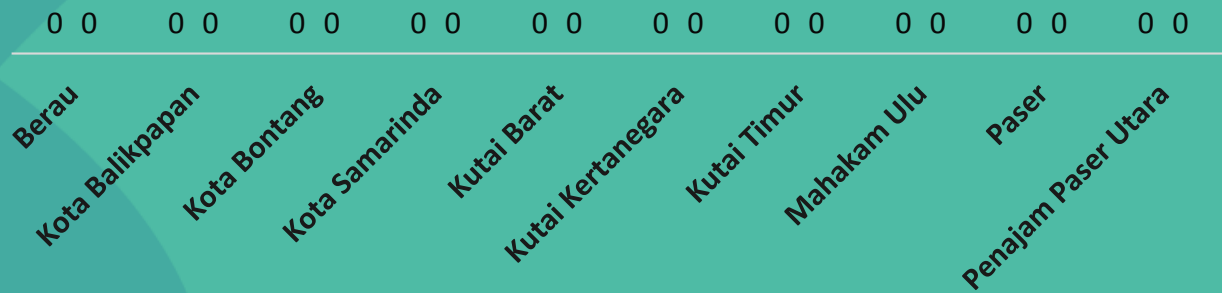 0 0 0 0 0 0 0 0 0 0 0 0 0 0 0 0 0 0 0 0
Berau
Kota Balikpapan
Kota Bontang
Kota Samarinda
Kutai Barat
Kutai Kertanegara
Kutai Timur
Mahakam Ulu
Paser
Penajam Paser Utara